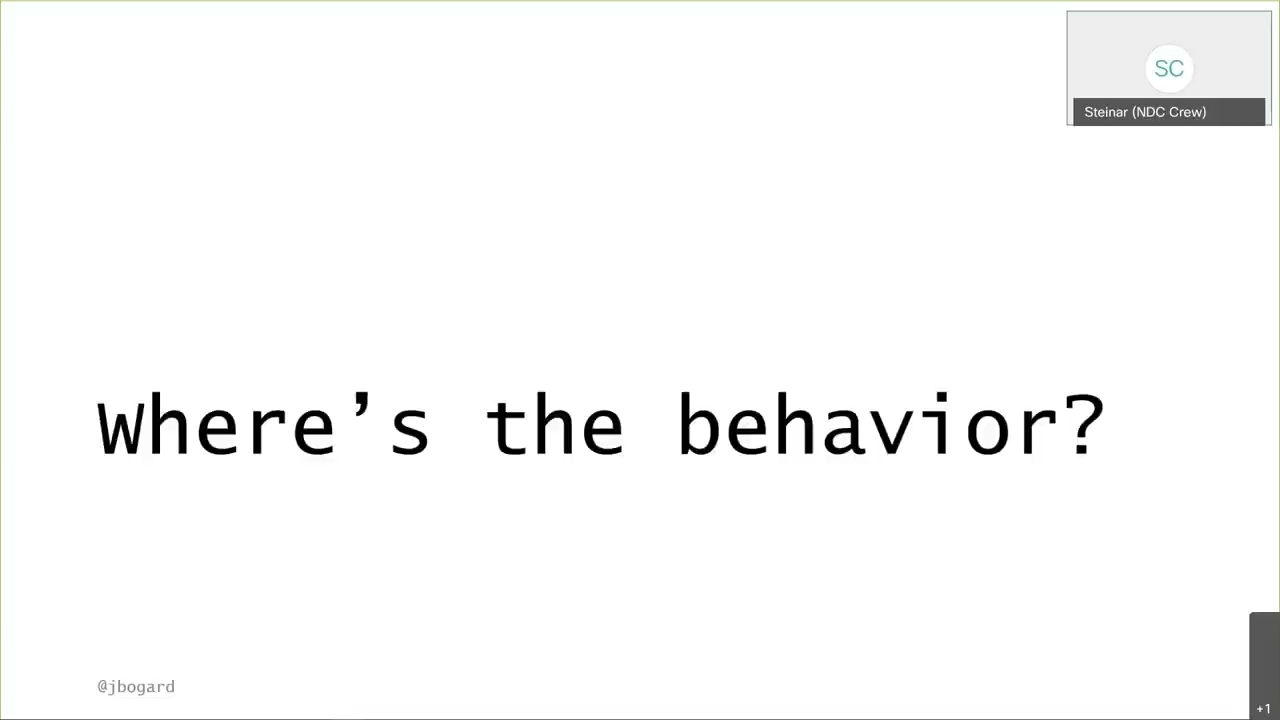 SC
Steinar (NDC Crew)
Where’s the behavior?
@jbogard
+1